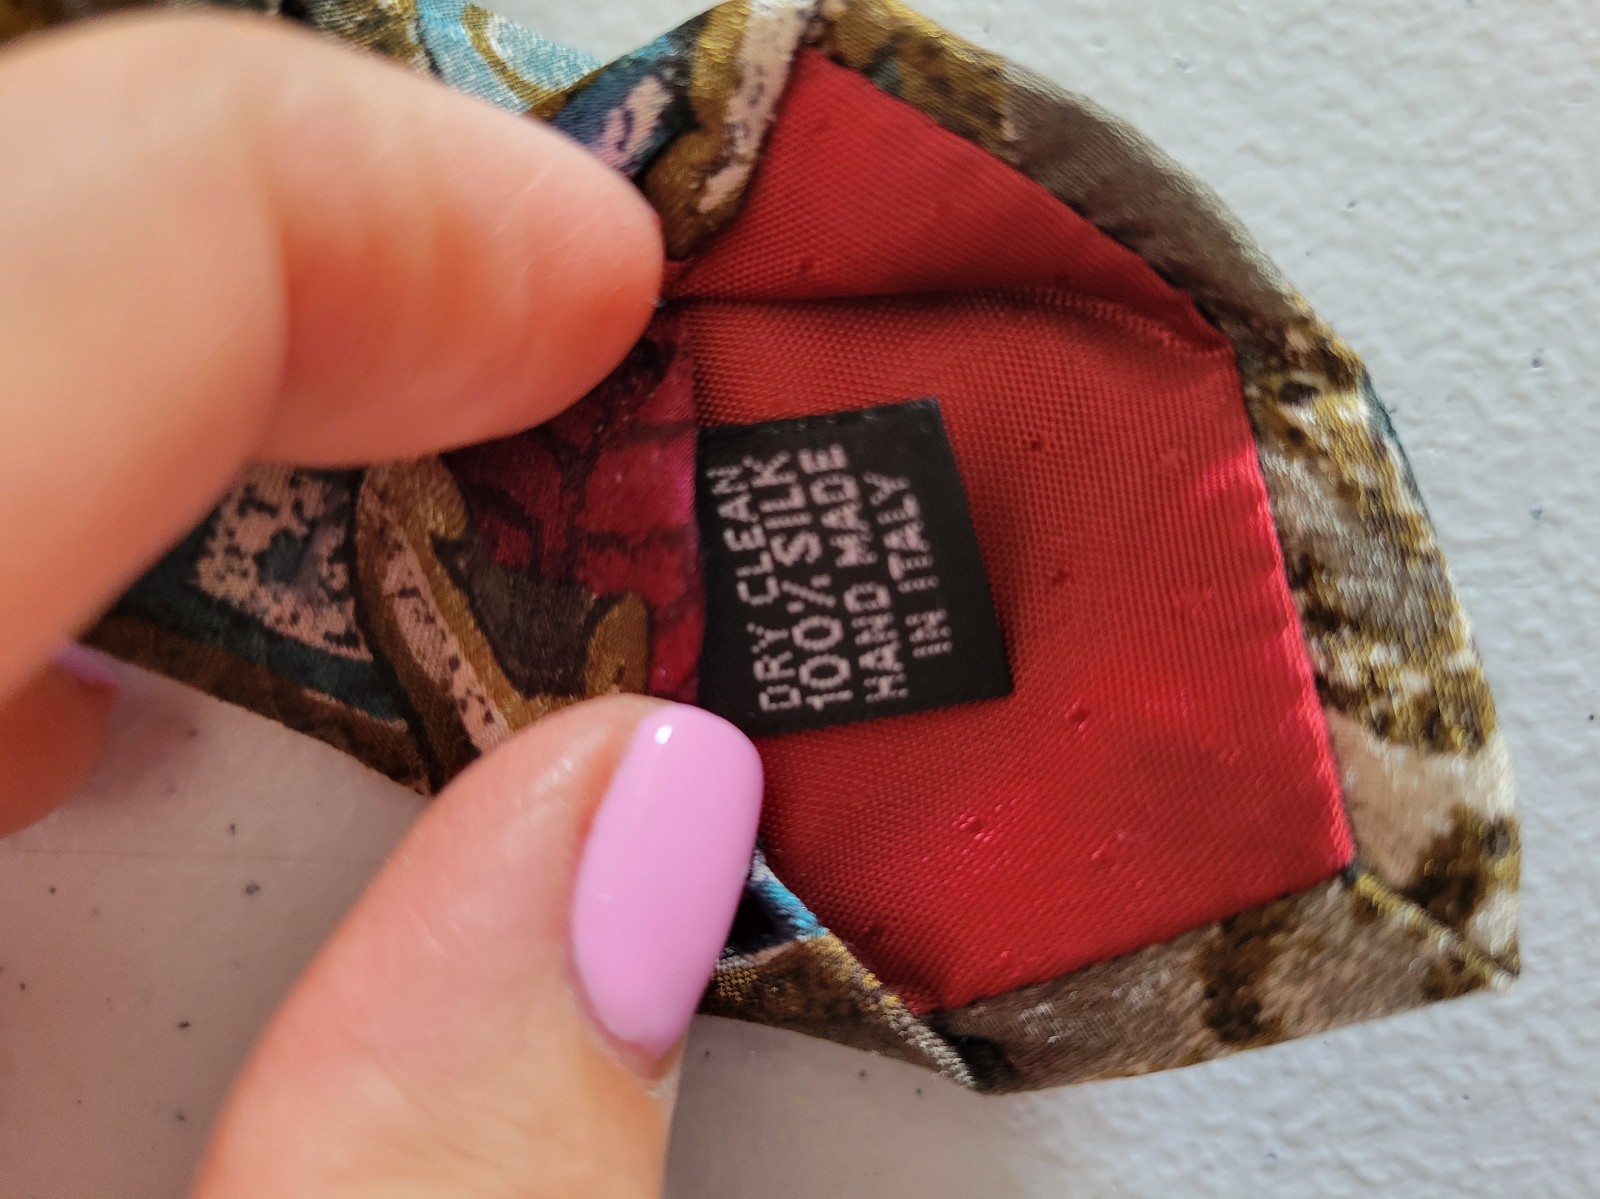 DRY CLEAN
100% SILK
HAND MADE
IN ITALY